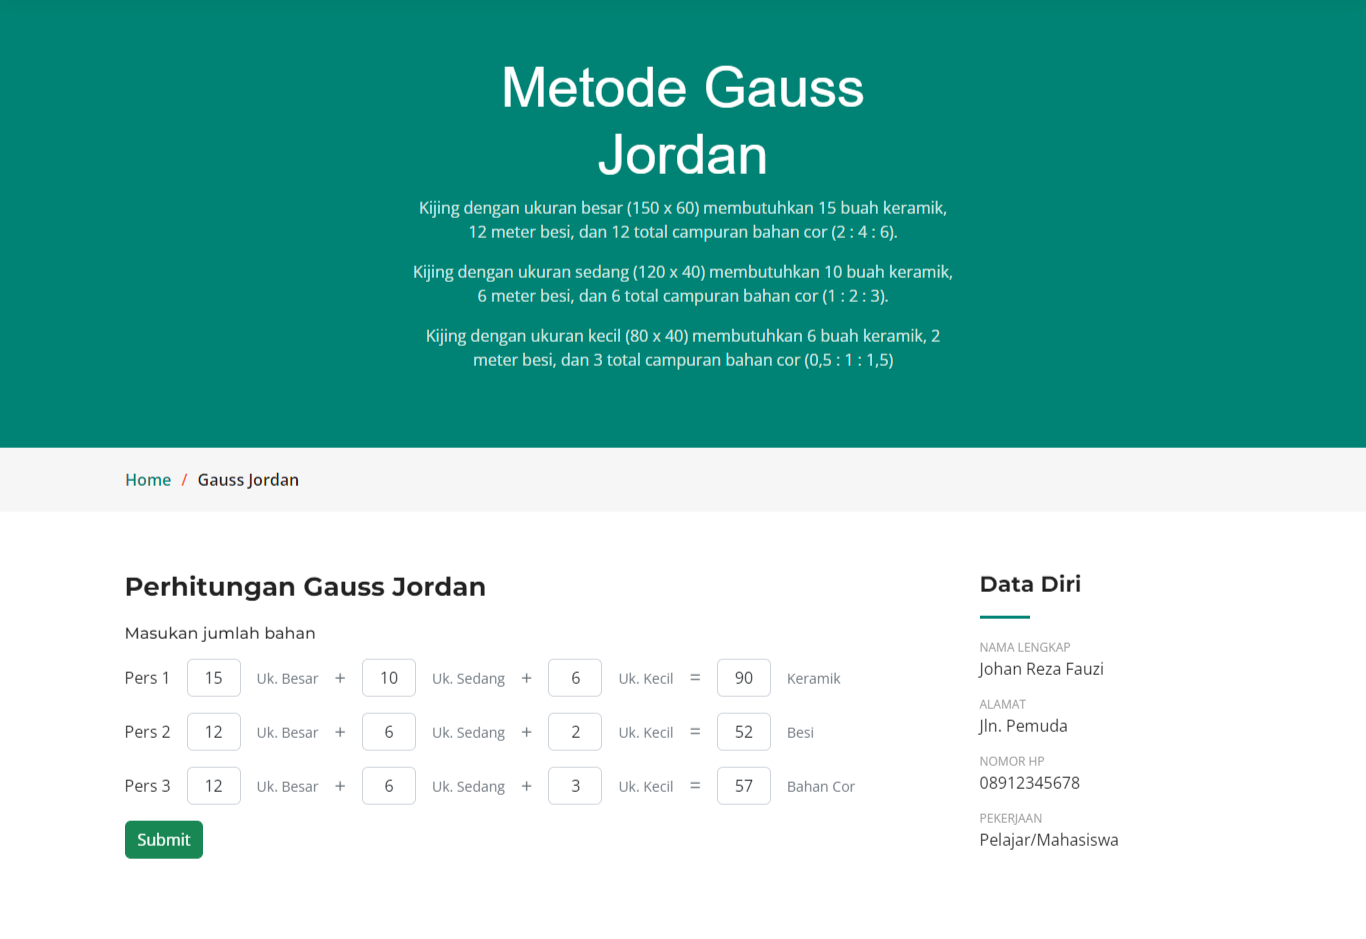 Metode Gauss
Jordan
Kijing dengan ukuran besar (150 x 60) membutuhkan 15 buah keramik,
12 meter besi, dan 12 total campuran bahan cor (2 : 4 : 6).
Kijing dengan ukuran sedang (120 x 40) membutuhkan 10 buah keramik,
6 meter besi, dan 6 total campuran bahan cor (1 : 2 : 3).
Kijing dengan ukuran kecil (80 x 40) membutuhkan 6 buah keramik, 2
meter besi, dan 3 total campuran bahan cor (0,5 : 1 : 1,5)
Home / Gauss Jordan
Perhitungan Gauss Jordan
Masukan jumlah bahan
Pers 1 15 Uk. Besar + 10 Uk. Sedang + 6 Uk. Kecil = 90 Keramik
Pers 2 12 Uk. Besar + 6 Uk. Sedang + 2 Uk. Kecil = 52 Besi
Pers 3 12 Uk. Besar + 6 Uk. Sedang + 3 Uk. Kecil = 57 Bahan Cor
Submit
Data Diri
NAMA LENGKAP
Johan Reza Fauzi
ALAMAT
Jln. Pemuda
NOMOR HP
08912345678
PEKERJAAN
Pelajar/Mahasiswa